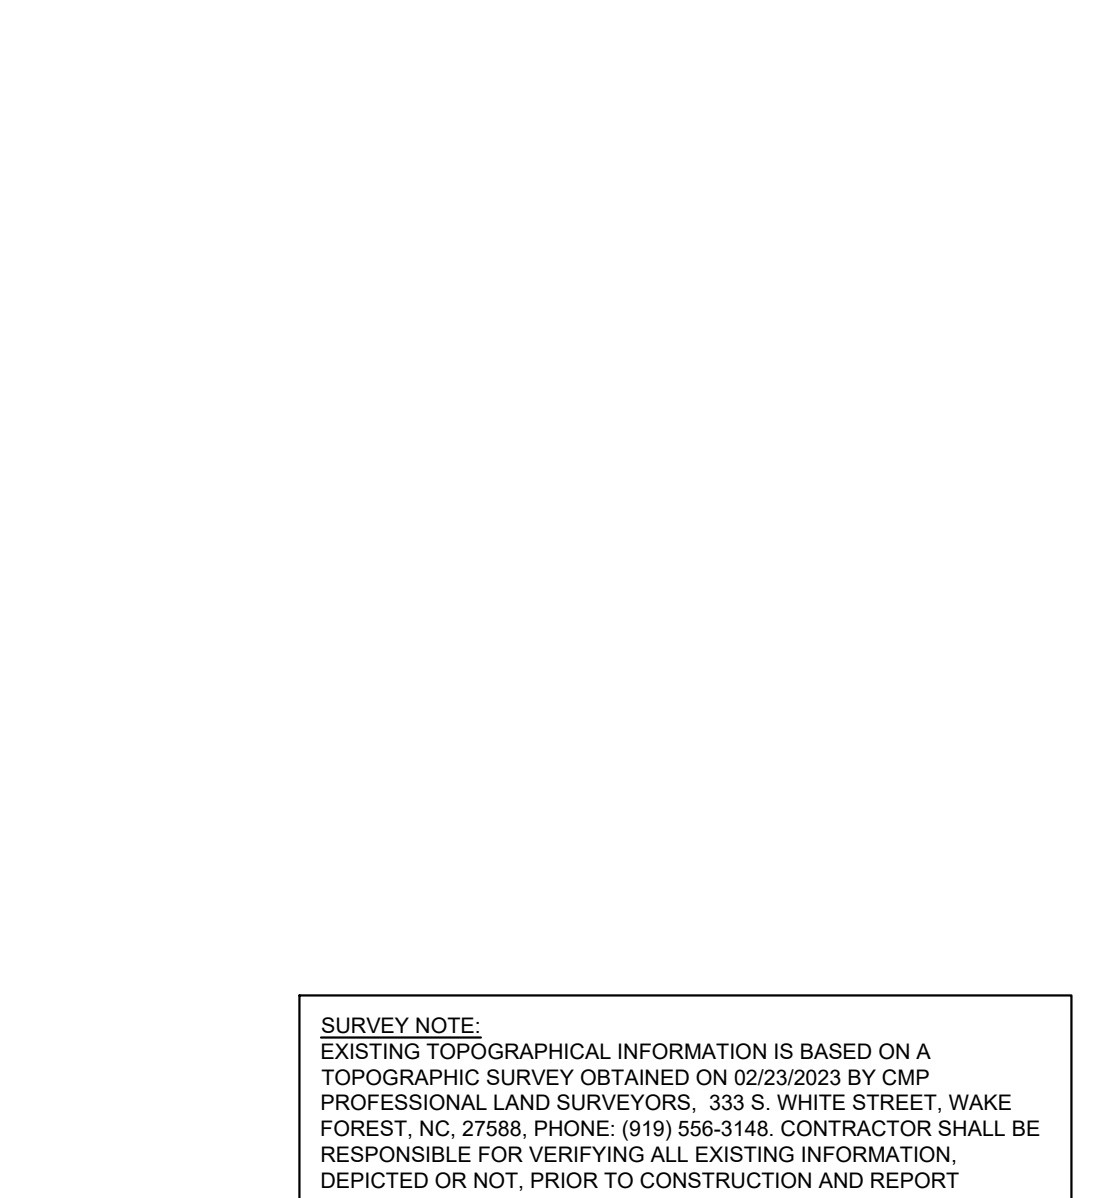 SURVEY NOTE:
EXISTING TOPOGRAPHICAL INFORMATION IS BASED ON A
TOPOGRAPHIC SURVEY OBTAINED ON 02/23/2023 BY CMP
PROFESSIONAL LAND SURVEYORS,  333 S. WHITE STREET, WAKE
FOREST, NC, 27588, PHONE: (919) 556-3148. CONTRACTOR SHALL BE
RESPONSIBLE FOR VERIFYING ALL EXISTING INFORMATION,
DEPICTED OR NOT, PRIOR TO CONSTRUCTION AND REPORT